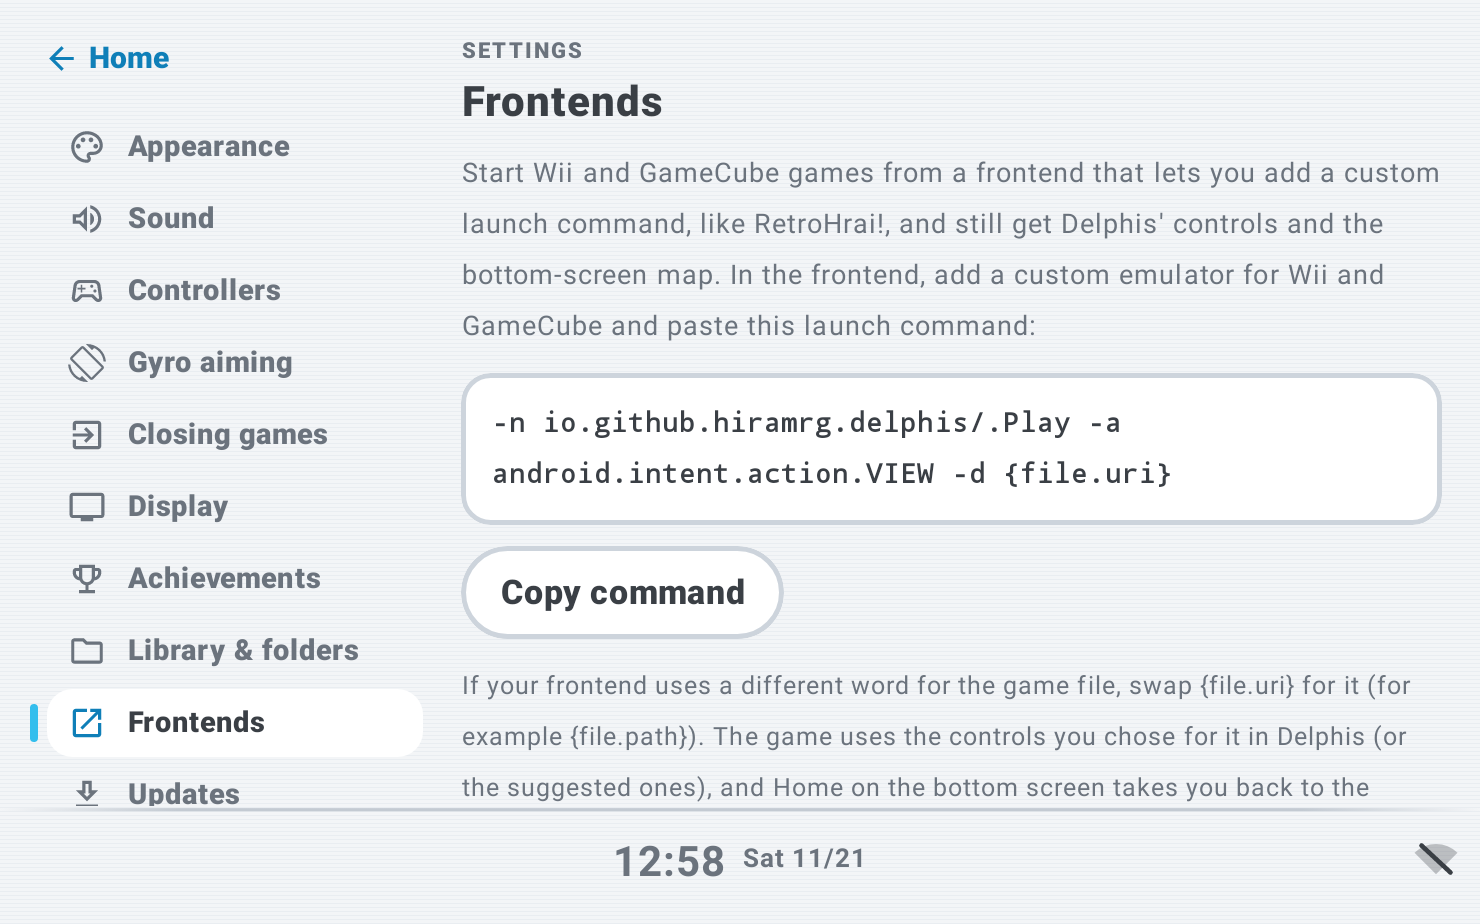 Home
Appearance
Sound
Controllers
Gyro aiming
Closing games
Display
Achievements
Library & folders
Frontends
Updates
SETTINGS
Frontends
Start Wii and GameCube games from a frontend that lets you add a custom
launch command, like RetroHrai!, and still get Delphis' controls and the
bottom-screen map. In the frontend, add a custom emulator for Wii and
GameCube and paste this launch command:
-n io.github.hiramrg.delphis/.Play -a
android.intent.action.VIEW -d {file.uri}
Copy command
If your frontend uses a different word for the game file, swap {file.uri} for it (for
example {file.path}). The game uses the controls you chose for it in Delphis (or
the suggested ones), and Home on the bottom screen takes you back to the
12:58 Sat 11/21